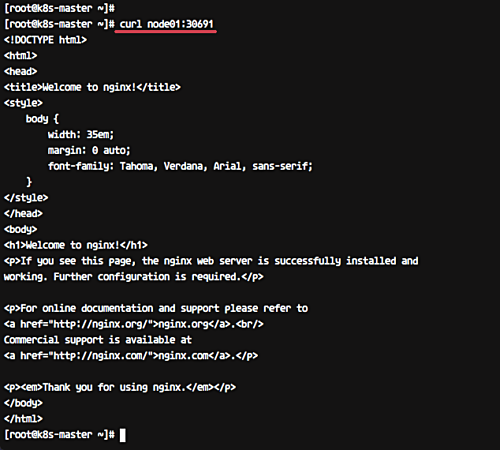 [root@k8s-master ~]#
[root@k8s-master ~]# curl node01:30691
<!DOCTYPE html>
<html>
<head>
<title>Welcome to nginx!</title>
<style>
    body {
        width: 35em;
        margin: 0 auto;
        font-family: Tahoma, Verdana, Arial, sans-serif;
    }
</style>
</head>
<body>
<h1>Welcome to nginx!</h1>
<p>If you see this page, the nginx web server is successfully installed and
working. Further configuration is required.</p>

<p>For online documentation and support please refer to
<a href="http://nginx.org/">nginx.org</a>.<br/>
Commercial support is available at
<a href="http://nginx.com/">nginx.com</a>.</p>

<p><em>Thank you for using nginx.</em></p>
</body>
</html>
[root@k8s-master ~]#